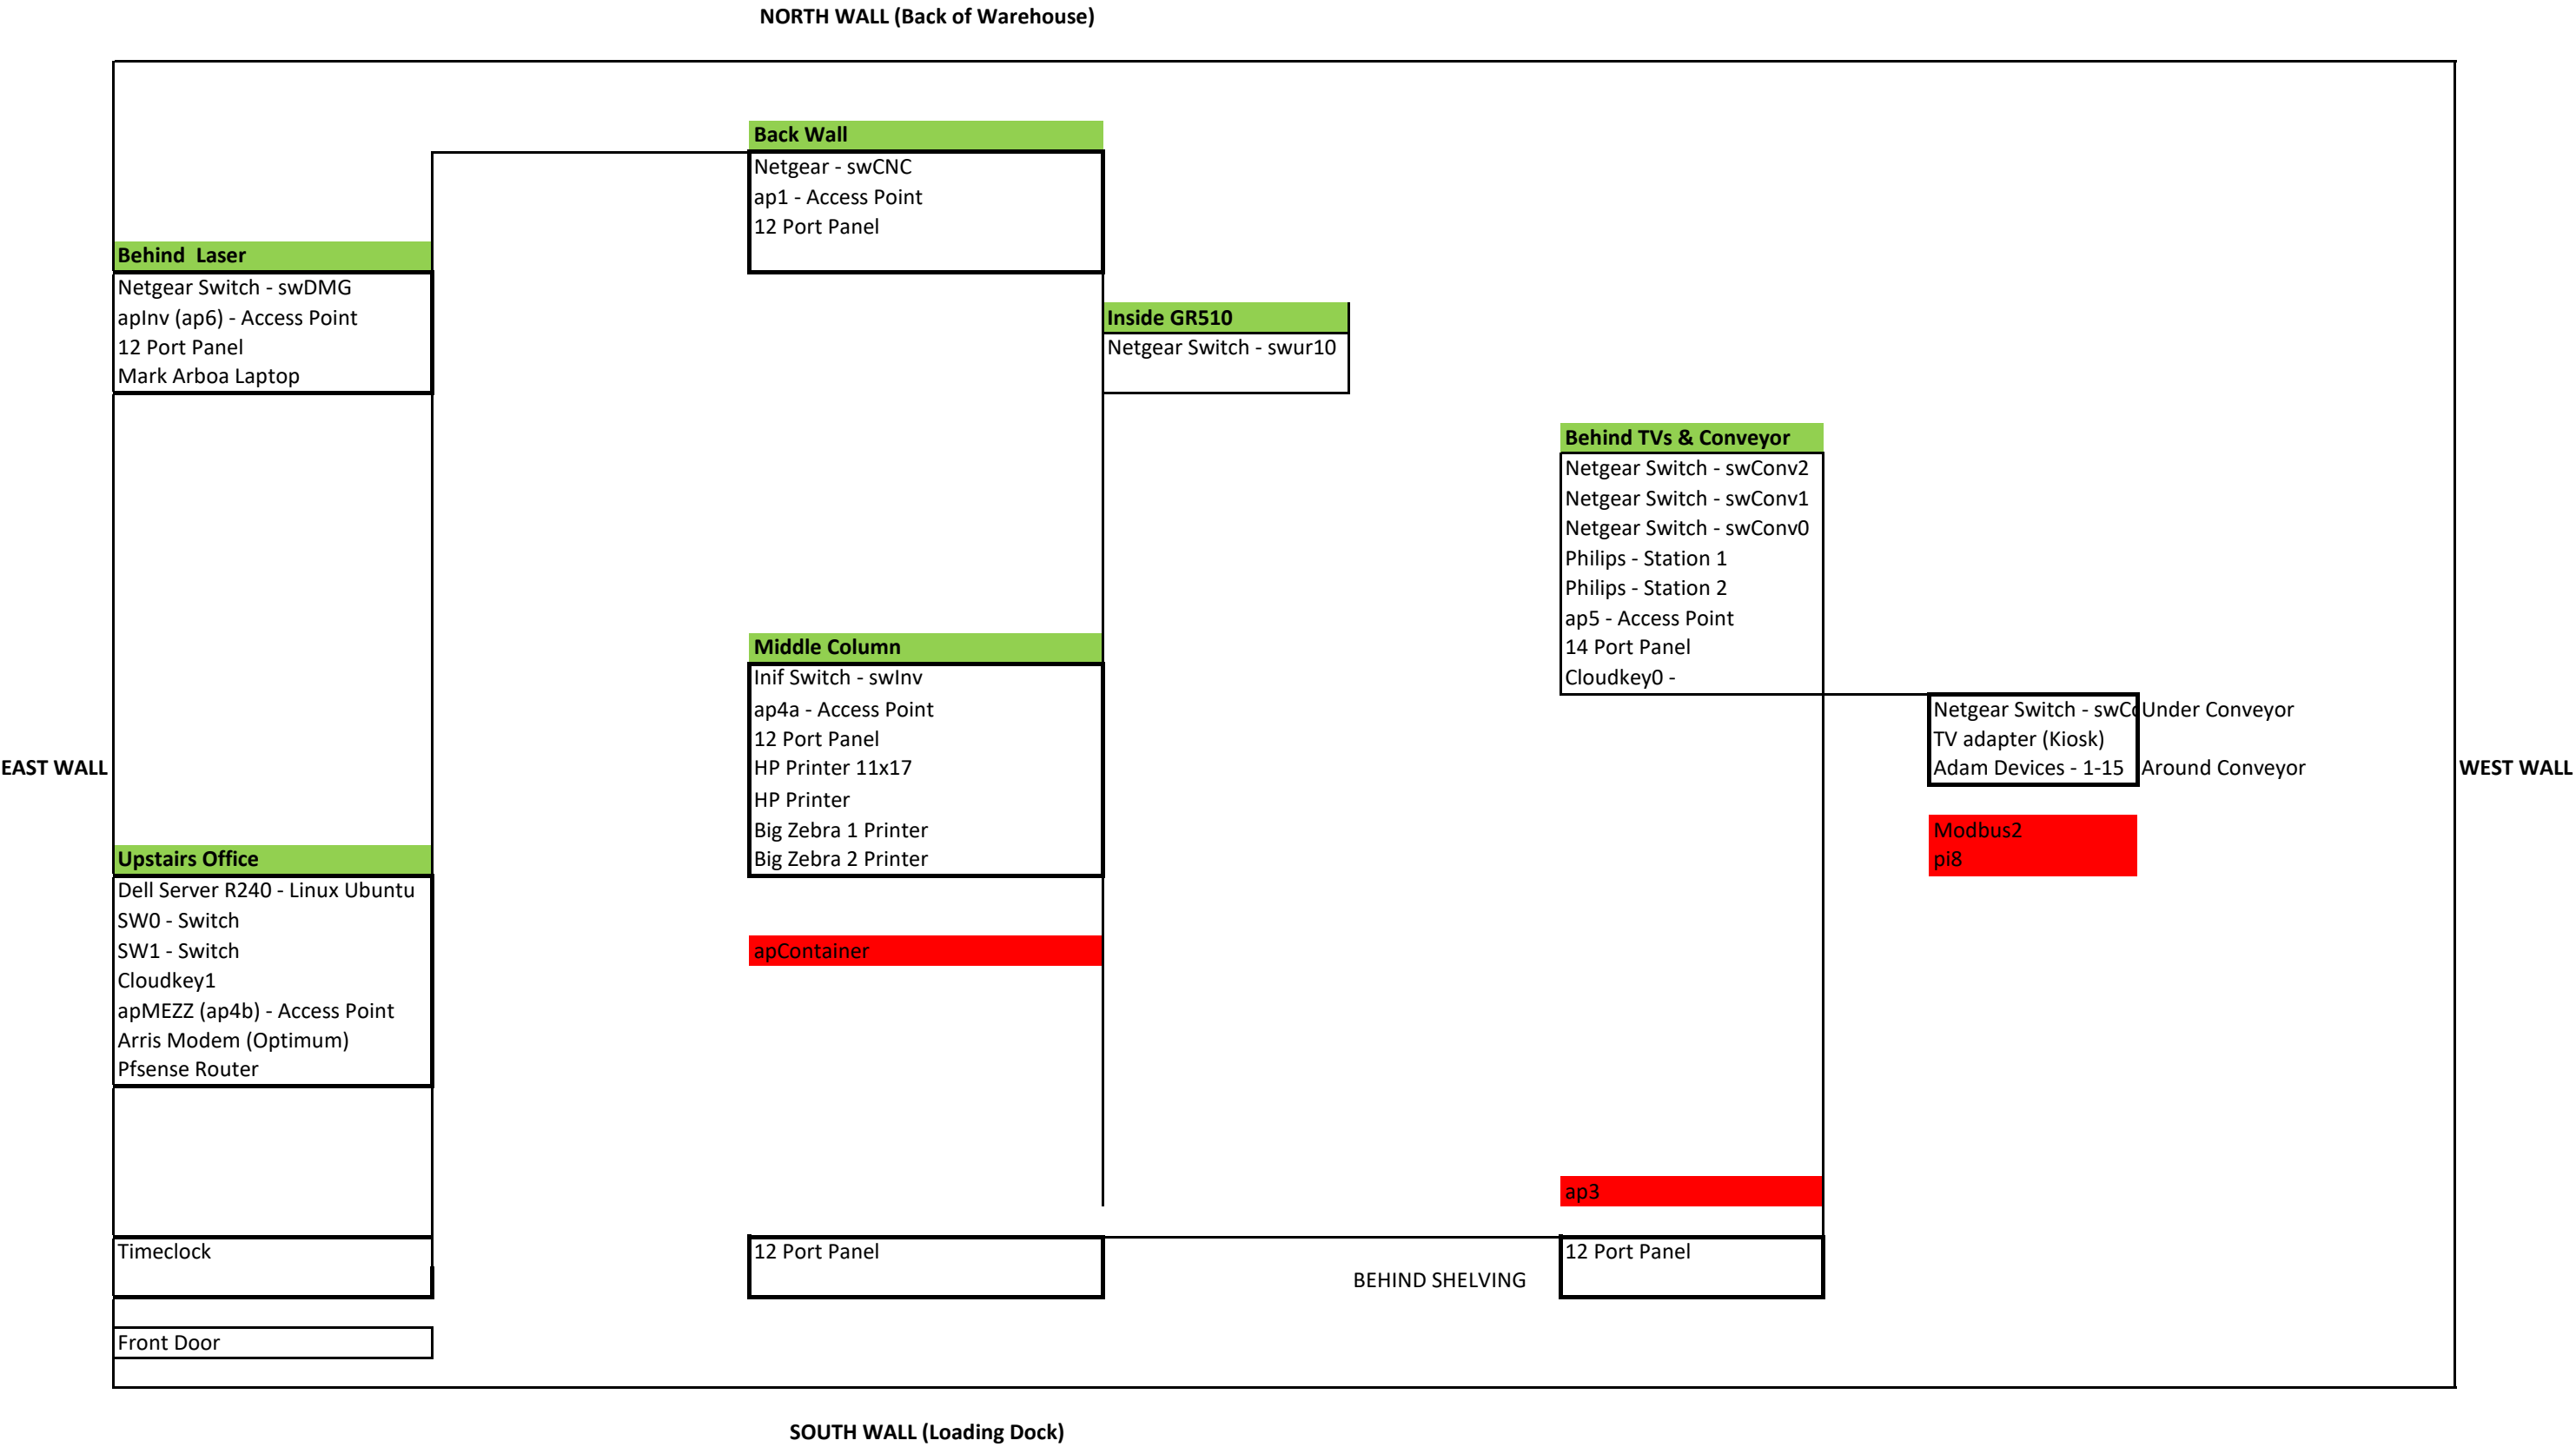 NORTH WALL (Back of Warehouse)
Back Wall
Netgear - swCNC
ap1 - Access Point
12 Port Panel
Behind  Laser
Netgear Switch - swDMG
apInv (ap6) - Access Point
12 Port Panel
Mark Arboa Laptop
Inside GR510
Netgear Switch - swur10
Behind TVs & Conveyor
Netgear Switch - swConv2
Netgear Switch - swConv1
Netgear Switch - swConv0
Philips - Station 1
Philips - Station 2
ap5 - Access Point
14 Port Panel
Cloudkey0 -
Middle Column
Inif Switch - swInv
ap4a - Access Point
12 Port Panel
HP Printer 11x17
HP Printer
Big Zebra 1 Printer
Big Zebra 2 Printer
Netgear Switch - Under Conveyor
TV adapter (Kiosk)
Adam Devices - 1-15 Around Conveyor
EAST WALL
WEST WALL
Modbus2
pi8
Upstairs Office
Dell Server R240 - Linux Ubuntu
SW0 - Switch
SW1 - Switch
Cloudkey1
apMEZZ (ap4b) - Access Point
Arris Modem (Optimum)
Pfsense Router
apContainer
ap3
Timeclock
12 Port Panel
BEHIND SHELVING
12 Port Panel
Front Door
SOUTH WALL (Loading Dock)